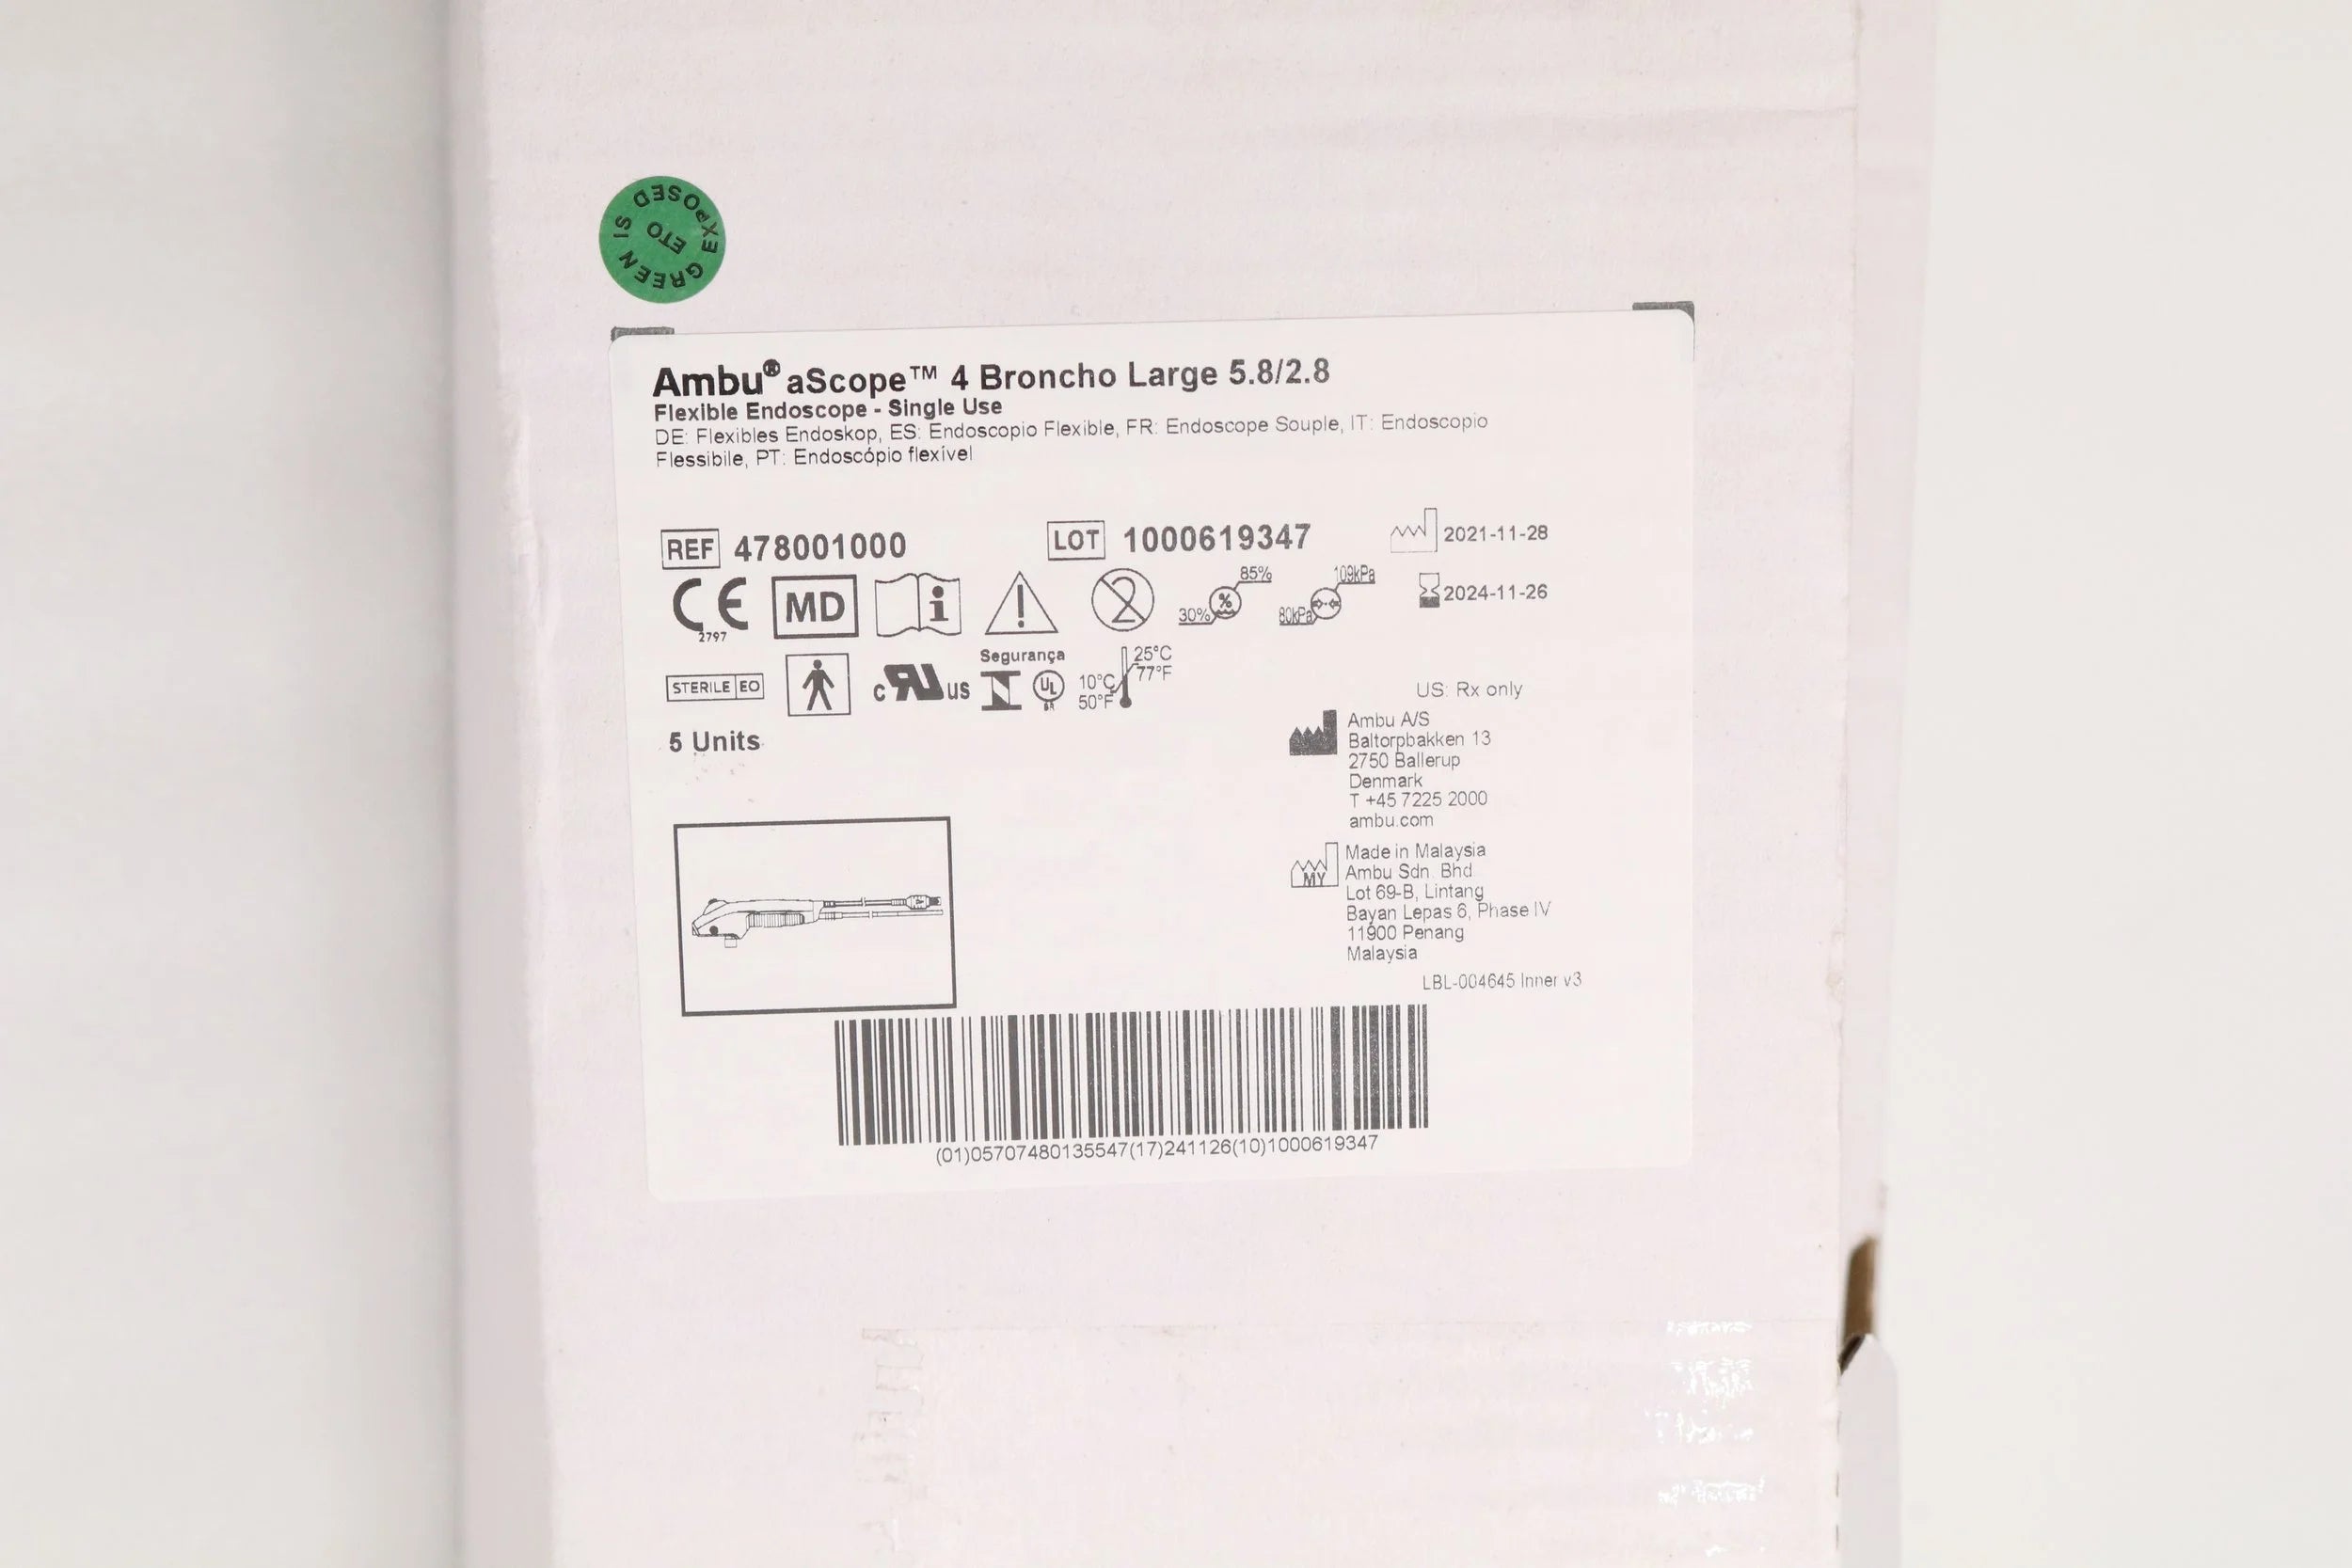 GREEN IS EXPOSED
ETO
Ambu® aScope™ 4 Broncho Large 5.8/2.8
Flexible Endoscope - Single Use
DE: Flexibles Endoskop, ES: Endoscopio Flexible, FR: Endoscope Souple, IT: Endoscopio
Flessibile, PT: Endoscópio flexível
REF 478001000 LOT 1000619347 2021-11-28
CE 2797 MD i ! 2 30% % 85% 80kPa 109kPa 2024-11-26
STERILE EO c RU US Segurança UL BR 10°C 50°F 25°C 77°F
US: Rx only
5 Units
Ambu A/S
Baltorpbakken 13
2750 Ballerup
Denmark
T +45 7225 2000
ambu.com
MY
Made in Malaysia
Ambu Sdn. Bhd
Lot 69-B, Lintang
Bayan Lepas 6, Phase IV
11900 Penang
Malaysia
LBL-004645 Inner v3
(01)05707480135547(17)241126(10)1000619347